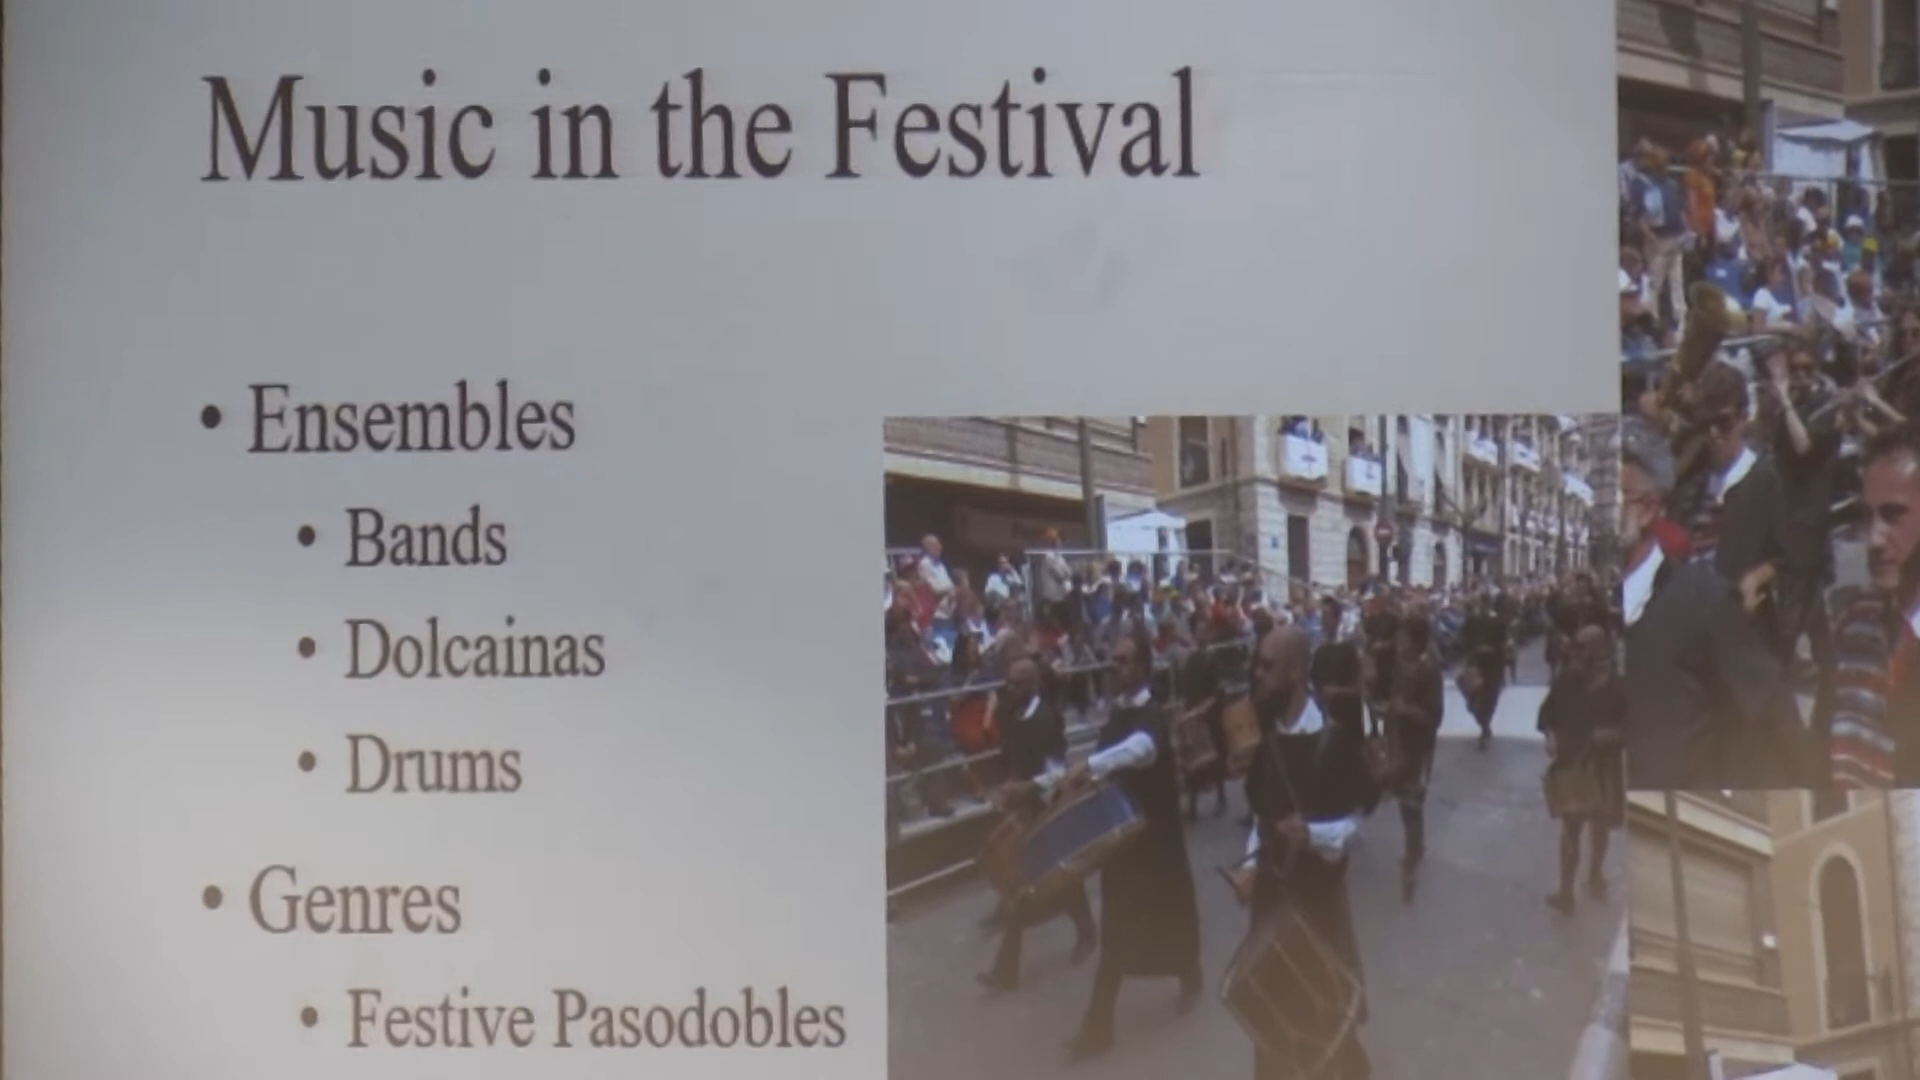 Music in the Festival
• Ensembles
• Bands
• Dolcainas
• Drums
• Genres
• Festive Pasodobles